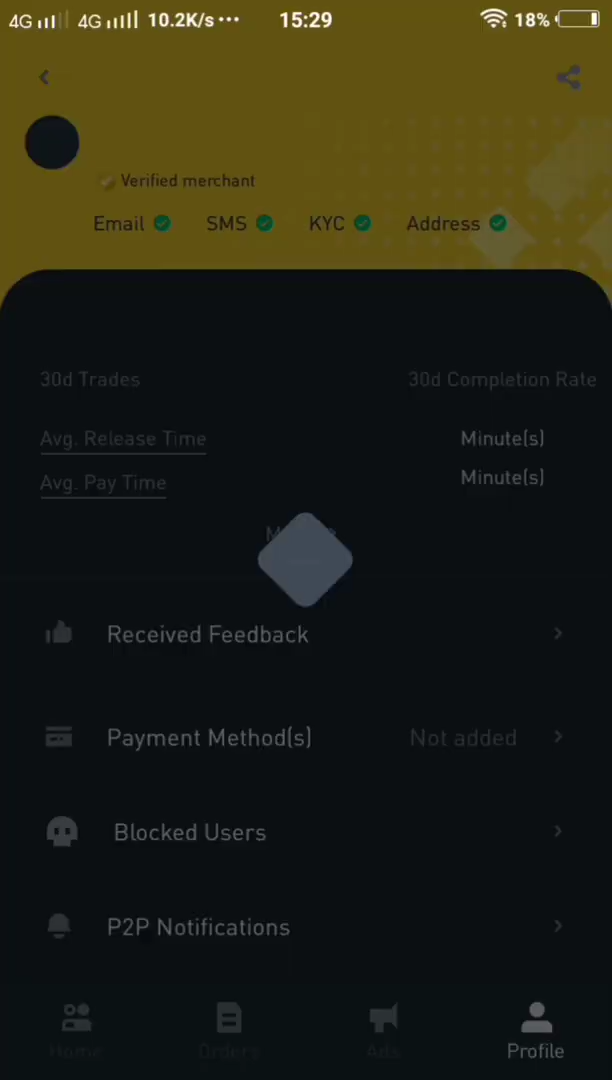 4G 4G 10.2K/s ··· 15:29 18%
Verified merchant
Email SMS KYC Address
30d Trades 30d Completion Rate
Avg. Release Time Minute(s)
Avg. Pay Time Minute(s)
Received Feedback
Payment Method(s) Not added
Blocked Users
P2P Notifications
Home Orders Ads Profile